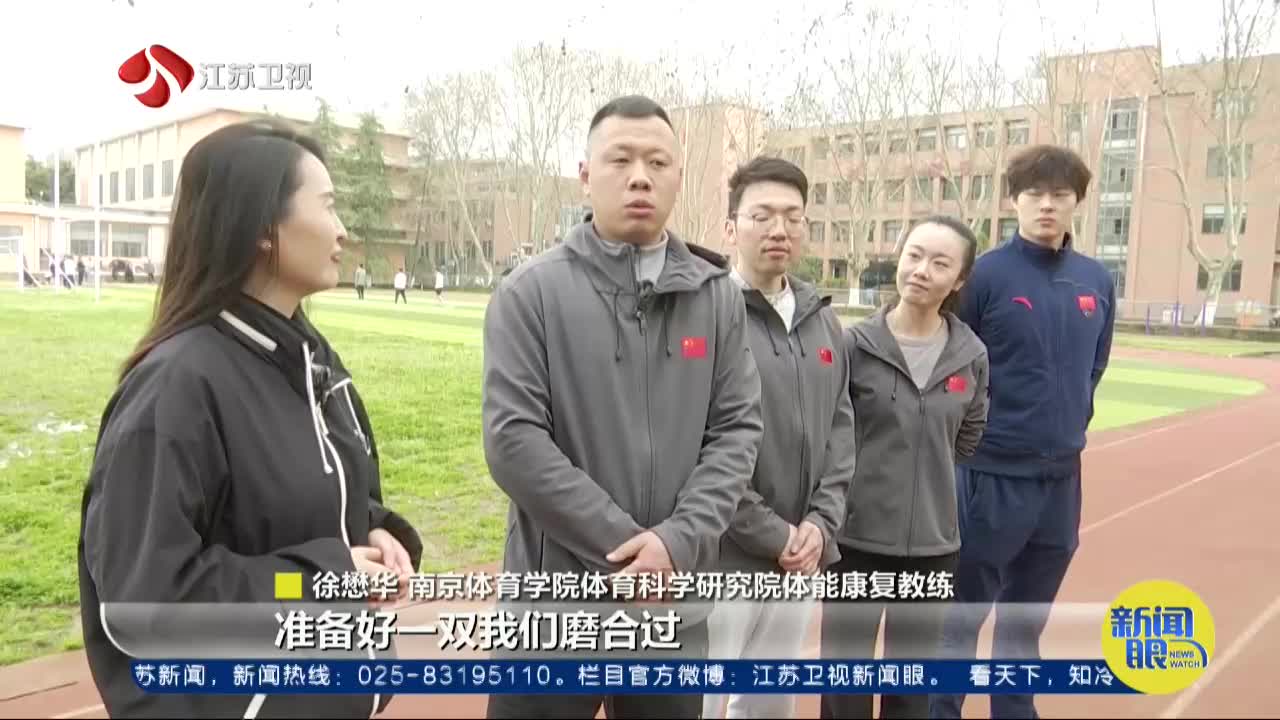 江苏卫视
徐懋华 南京体育学院体育科学研究院体能康复教练
准备好一双我们磨合过
新闻眼
NEWS WATCH
苏新闻，新闻热线：025-83195110。栏目官方微博：江苏卫视新闻眼。 看天下，知冷